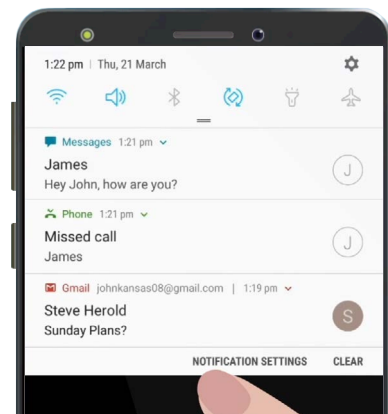 1:22 pm | Thu, 21 March
Messages 1:21 pm
James
Hey John, how are you?
J
Phone 1:21 pm
Missed call
James
J
Gmail johnkansas08@gmail.com | 1:19 pm
Steve Herold
Sunday Plans?
S
NOTIFICATION SETTINGS CLEAR